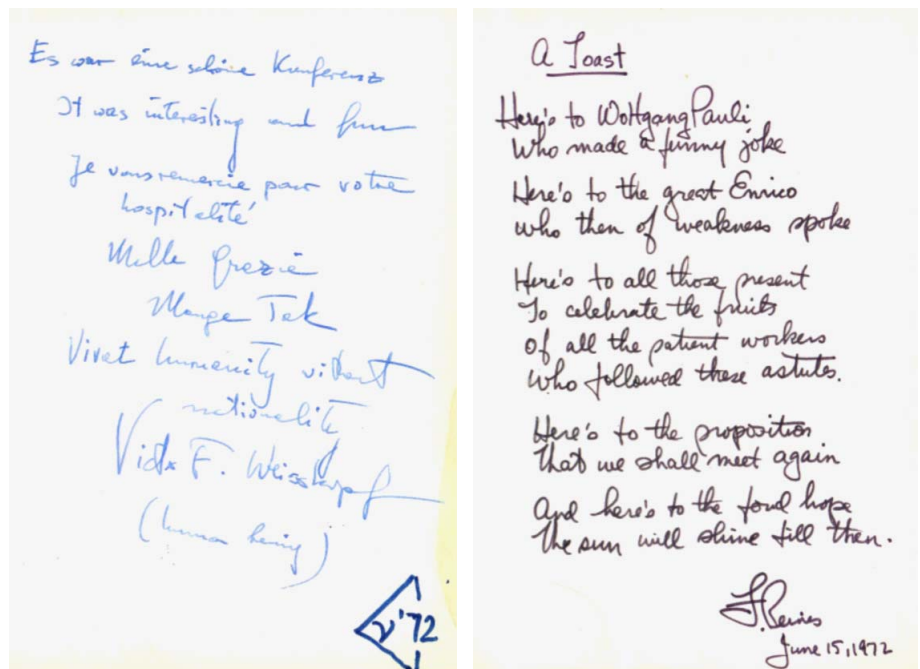 Es war eine schöne Konferenz
It was interesting and fun
Je vous remercie pour votre
hospitalité
Mille grazie
Mange Tak
Vivat humanity without
nationality
Victor F. Weisskopf
(human being)
ν'72
A Toast
Here's to Wolfgang Pauli
Who made a funny joke
Here's to the great Enrico
who then of weakness spoke
Here's to all those present
To celebrate the fruits
Of all the patient workers
Who followed these astutes.
Here's to the proposition
That we shall meet again
And here's to the fond hope
The sun will shine till then.
F. Reines
June 15, 1972